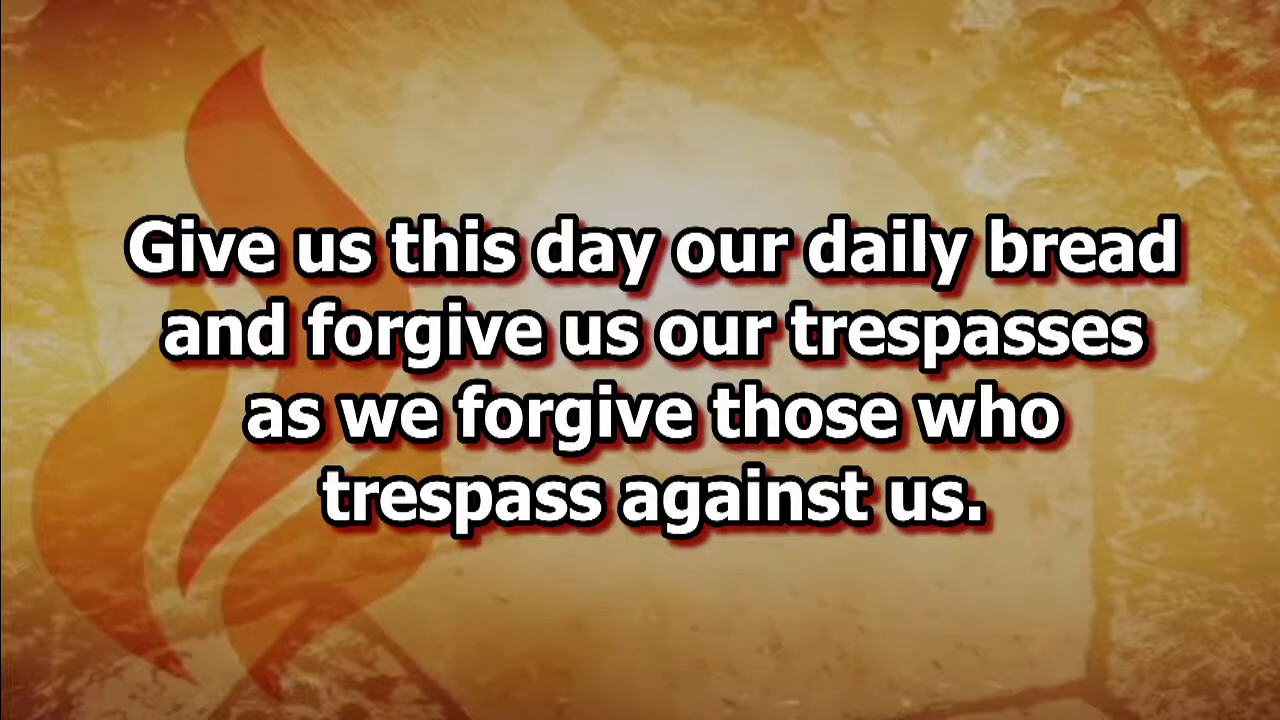 Give us this day our daily bread
and forgive us our trespasses
as we forgive those who
trespass against us.